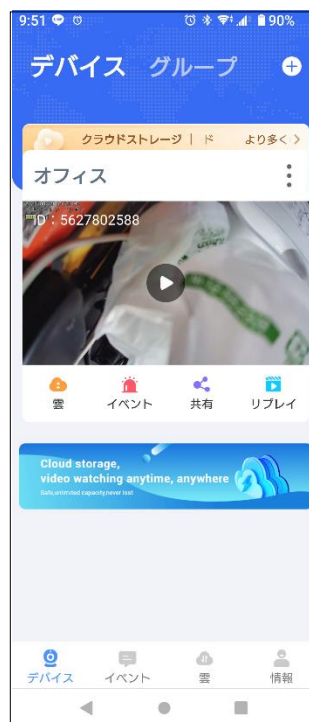 9:51 90%
デバイス グループ
クラウドストレージ | ド より多く >
オフィス
ID：5627802588
雲 イベント 共有 リプレイ
Cloud storage,
video watching anytime, anywhere
デバイス イベント 雲 情報